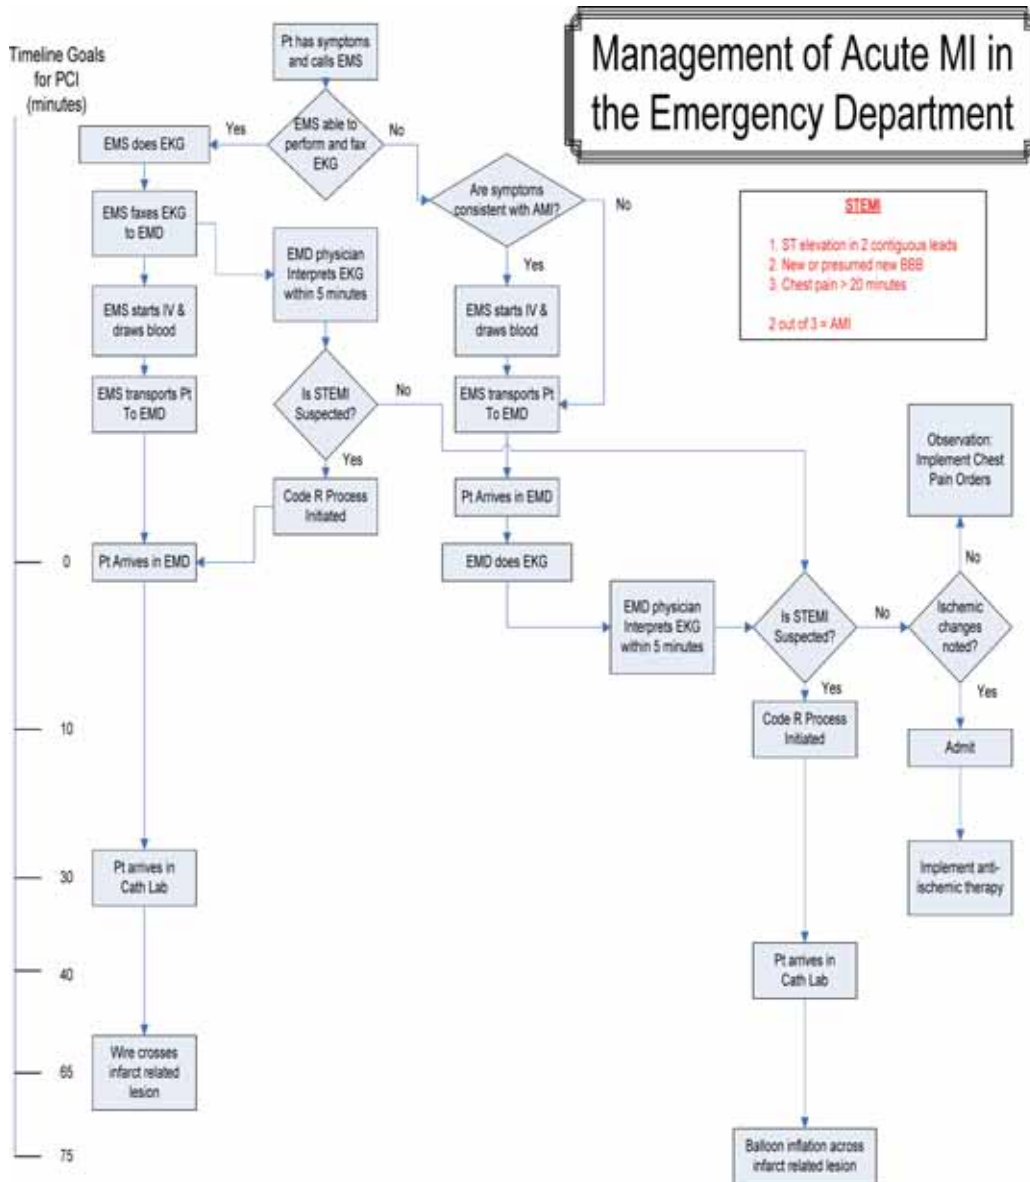 Management of Acute MI in
the Emergency Department
Timeline Goals
for PCI
(minutes)
Pt has symptoms
and calls EMS
EMS able to
perform and fax
EKG
Yes
No
EMS does EKG
EMS faxes EKG
to EMD
EMD physician
Interprets EKG
within 5 minutes
EMS starts IV &
draws blood
EMS transports Pt
To EMD
Is STEMI
Suspected?
No
Yes
Code R Process
Initiated
Pt Arrives in EMD
Are symptoms
consistent with AMI?
No
Yes
EMS starts IV &
draws blood
EMS transports Pt
To EMD
Pt Arrives in EMD
EMD does EKG
EMD physician
Interprets EKG
within 5 minutes
Is STEMI
Suspected?
No
Yes
Ischemic
changes
noted?
No
Yes
Observation:
Implement Chest
Pain Orders
Code R Process
Initiated
Admit
Implement anti-
ischemic therapy
Pt arrives in
Cath Lab
Pt arrives in
Cath Lab
Wire crosses
infarct related
lesion
Balloon inflation across
infarct related lesion
STEMI
1. ST elevation in 2 contiguous leads
2. New or presumed new BBB
3. Chest pain > 20 minutes
2 out of 3 = AMI
0
10
30
40
65
75